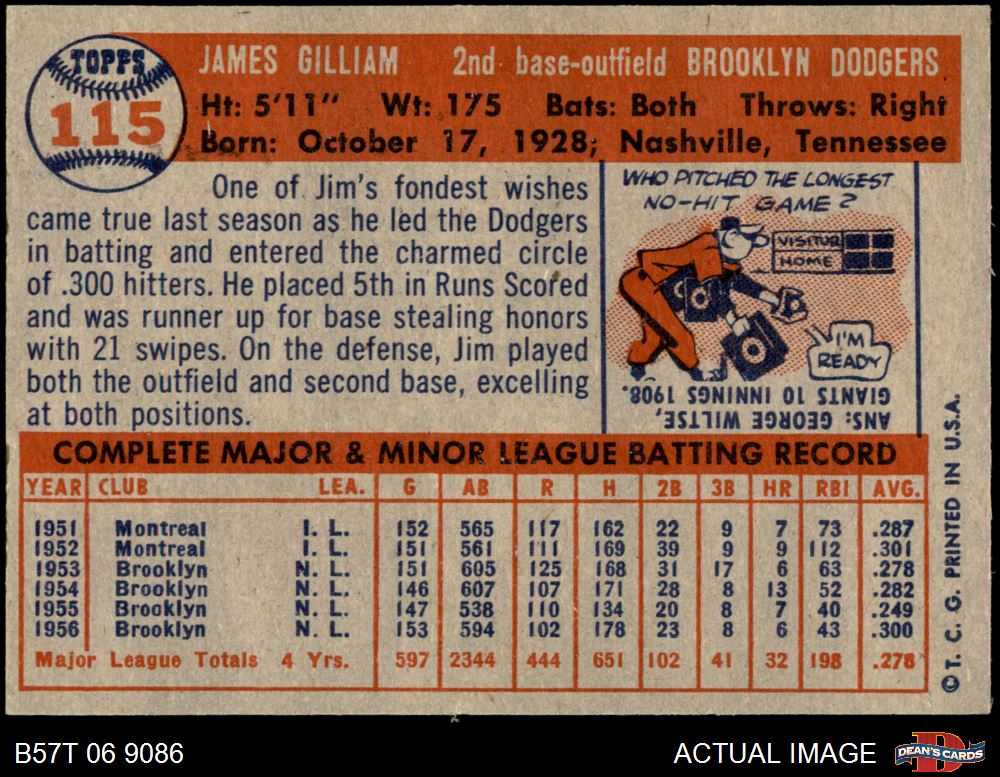 TOPPS
115
JAMES GILLIAM 2nd base-outfield BROOKLYN DODGERS
Ht: 5'11" Wt: 175 Bats: Both Throws: Right
Born: October 17, 1928; Nashville, Tennessee
One of Jim's fondest wishes
came true last season as he led the Dodgers
in batting and entered the charmed circle
of .300 hitters. He placed 5th in Runs Scored
and was runner up for base stealing honors
with 21 swipes. On the defense, Jim played
both the outfield and second base, excelling
at both positions.
WHO PITCHED THE LONGEST
NO-HIT GAME?
VISITOR
HOME
I'M
READY
ANS: GEORGE WILTSE,
GIANTS 10 INNINGS 1908.
COMPLETE MAJOR & MINOR LEAGUE BATTING RECORD
YEAR CLUB LEA. G AB R H 2B 3B HR RBI AVG.
1951 Montreal I. L. 152 565 117 162 22 9 7 73 .287
1952 Montreal I. L. 151 561 111 169 39 9 9 112 .301
1953 Brooklyn N. L. 151 605 125 168 31 17 6 63 .278
1954 Brooklyn N. L. 146 607 107 171 28 8 13 52 .282
1955 Brooklyn N. L. 147 538 110 134 20 8 7 40 .249
1956 Brooklyn N. L. 153 594 102 178 23 8 6 43 .300
Major League Totals 4 Yrs. 597 2344 444 651 102 41 32 198 .278
©T. C. G. PRINTED IN U.S.A.
B57T 06 9086
ACTUAL IMAGE
D
DEAN'S CARDS